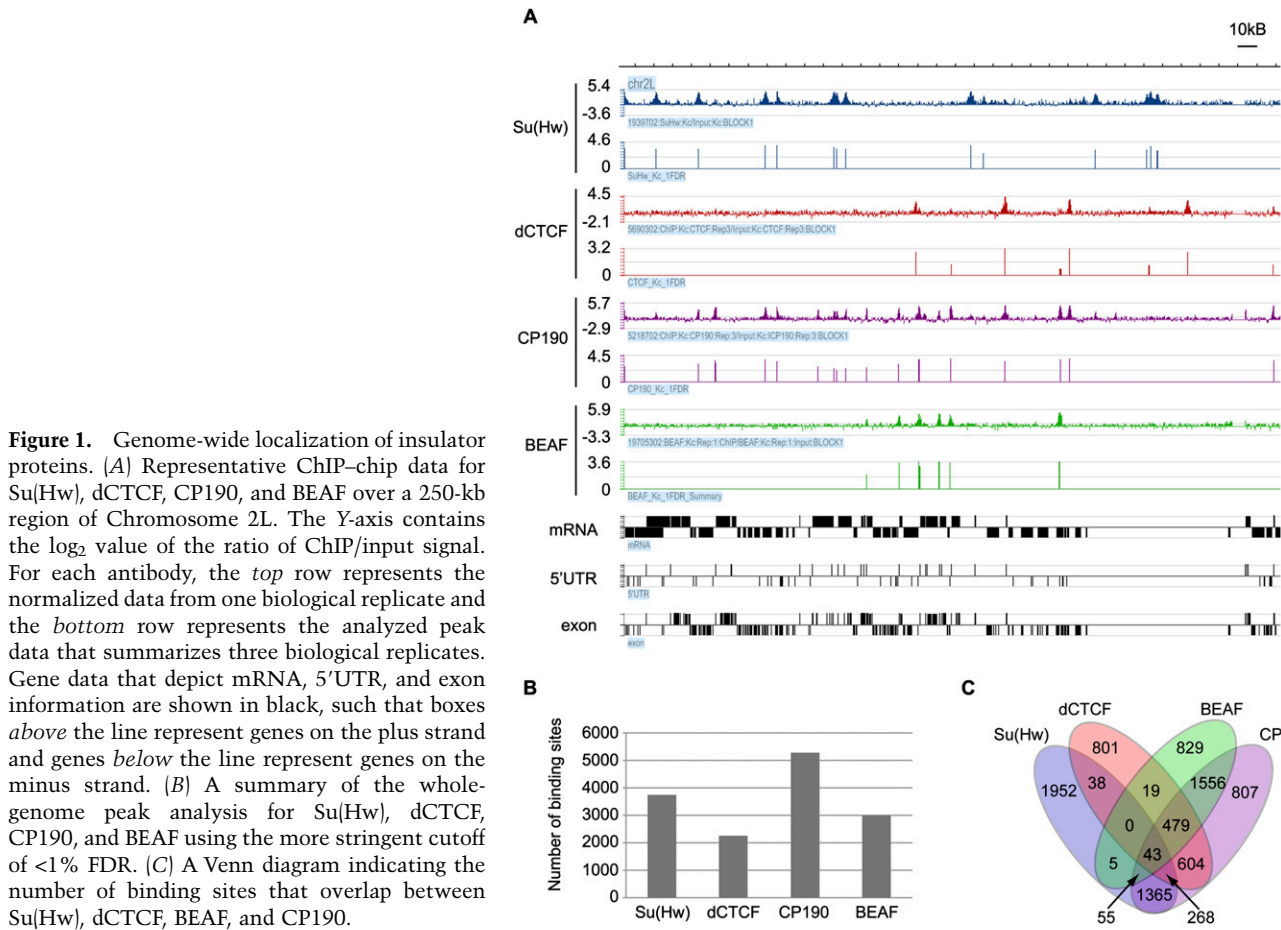 A
10kB
chr2L
5.4
-3.6
Su(Hw)
1939702:SuHw:Kc/Input:Kc:BLOCK1
4.6
0
SuHw_Kc_1FDR
4.5
-2.1
dCTCF
5690302:ChIP:Kc:CTCF:Rep3/Input:Kc:CTCF:Rep3:BLOCK1
3.2
0
CTCF_Kc_1FDR
5.7
-2.9
CP190
5218702:ChIP:Kc:CP190:Rep:3/Input:Kc:ICP190:Rep:3:BLOCK1
4.5
0
CP190_Kc_1FDR
5.9
-3.3
BEAF
19705302:BEAF:Kc:Rep:1:ChIP/BEAF:Kc:Rep:1:Input:BLOCK1
3.6
0
BEAF_Kc_1FDR_Summary
mRNA
mRNA
5'UTR
5'UTR
exon
exon
Figure 1. Genome-wide localization of insulator
proteins. (A) Representative ChIP–chip data for
Su(Hw), dCTCF, CP190, and BEAF over a 250-kb
region of Chromosome 2L. The Y-axis contains
the log2 value of the ratio of ChIP/input signal.
For each antibody, the top row represents the
normalized data from one biological replicate and
the bottom row represents the analyzed peak
data that summarizes three biological replicates.
Gene data that depict mRNA, 5′UTR, and exon
information are shown in black, such that boxes
above the line represent genes on the plus strand
and genes below the line represent genes on the
minus strand. (B) A summary of the whole-
genome peak analysis for Su(Hw), dCTCF,
CP190, and BEAF using the more stringent cutoff
of <1% FDR. (C) A Venn diagram indicating the
number of binding sites that overlap between
Su(Hw), dCTCF, BEAF, and CP190.
B
Number of binding sites
6000
5000
4000
3000
2000
1000
0
Su(Hw) dCTCF CP190 BEAF
C
dCTCF BEAF
Su(Hw) CP
801 829
1952 38 19 1556 807
0 479
5 43 604
1365
55 268